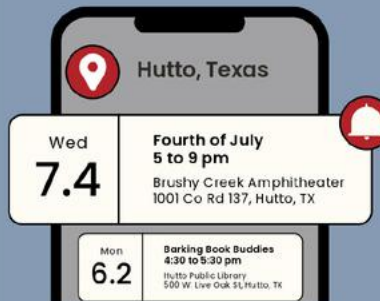 Hutto, Texas
Wed
7.4
Fourth of July
5 to 9 pm
Brushy Creek Amphitheater
1001 Co Rd 137, Hutto, TX
Mon
6.2
Barking Book Buddies
4:30 to 5:30 pm
Hutto Public Library
500 W. Live Oak St, Hutto, TX